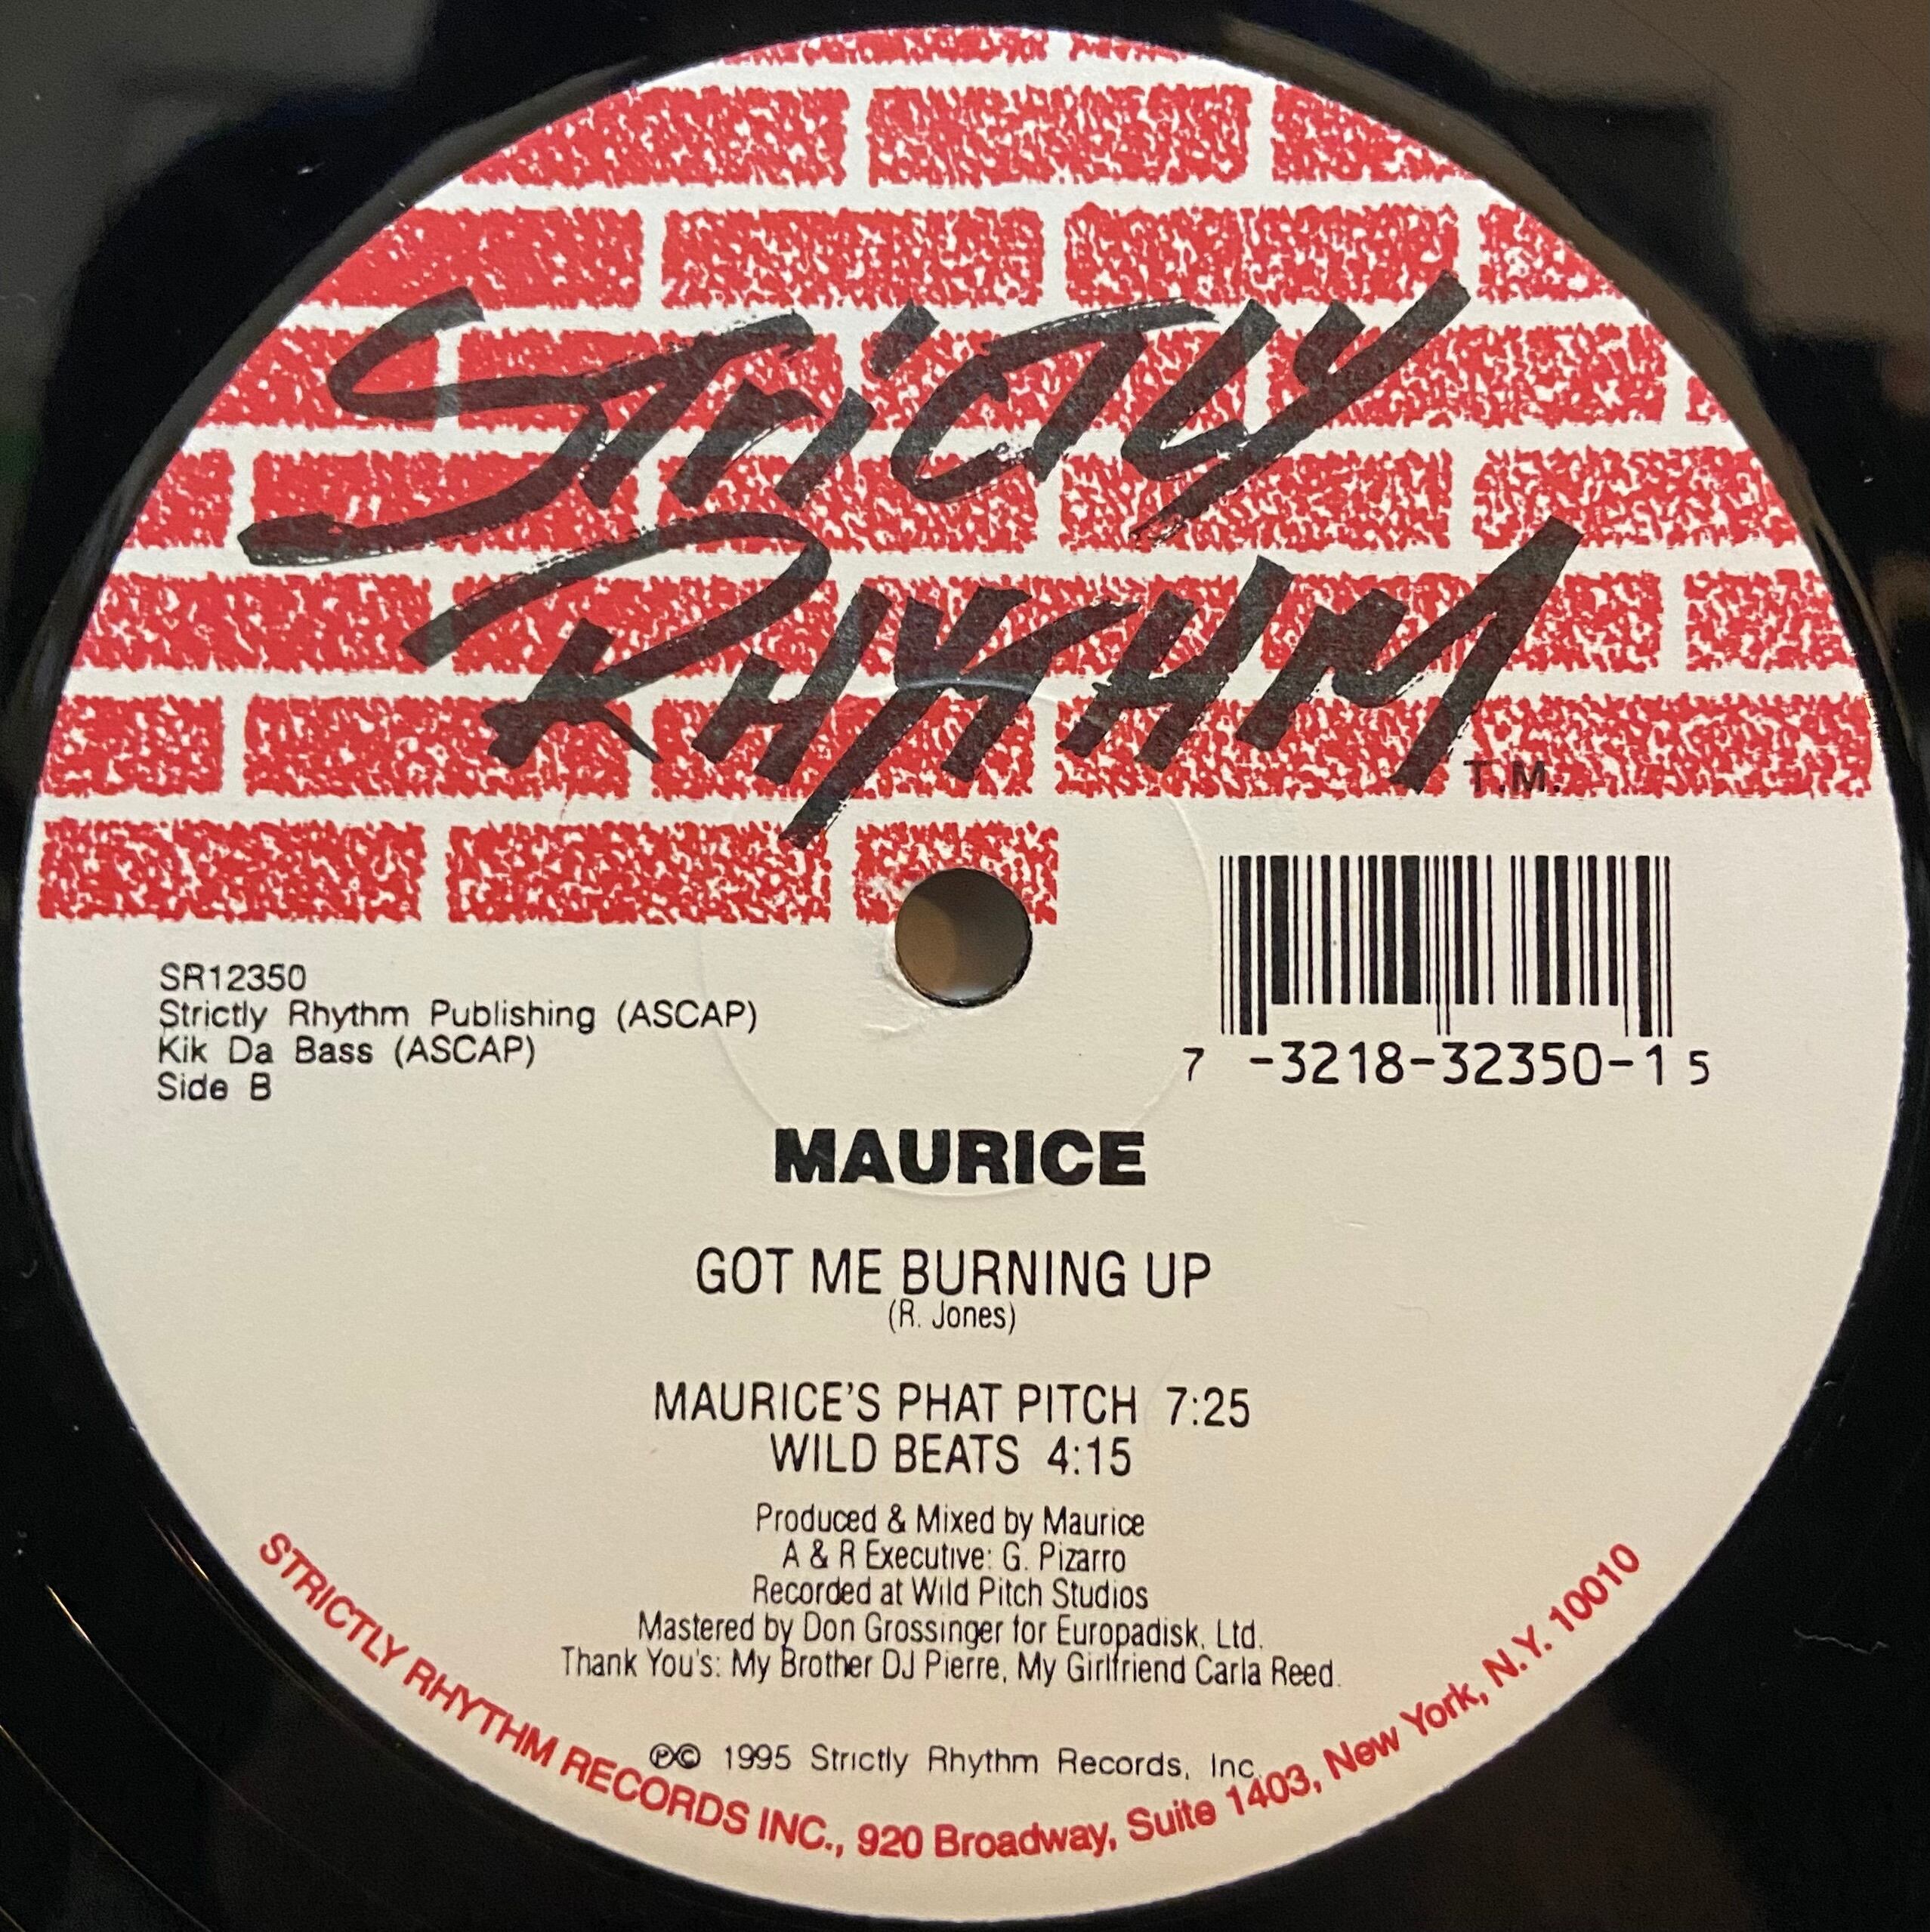 Strictly
Rhythm
T.M.
SR12350
Strictly Rhythm Publishing (ASCAP)
Kik Da Bass (ASCAP)
Side B
7 -3218-32350-1 5
MAURICE
GOT ME BURNING UP
(R. Jones)
MAURICE'S PHAT PITCH 7:25
WILD BEATS 4:15
Produced & Mixed by Maurice
A & R Executive: G. Pizarro
Recorded at Wild Pitch Studios
Mastered by Don Grossinger for Europadisk, Ltd.
Thank You's: My Brother DJ Pierre, My Girlfriend Carla Reed.
℗© 1995 Strictly Rhythm Records, Inc.
STRICTLY RHYTHM RECORDS INC., 920 Broadway, Suite 1403, New York, N.Y. 10010